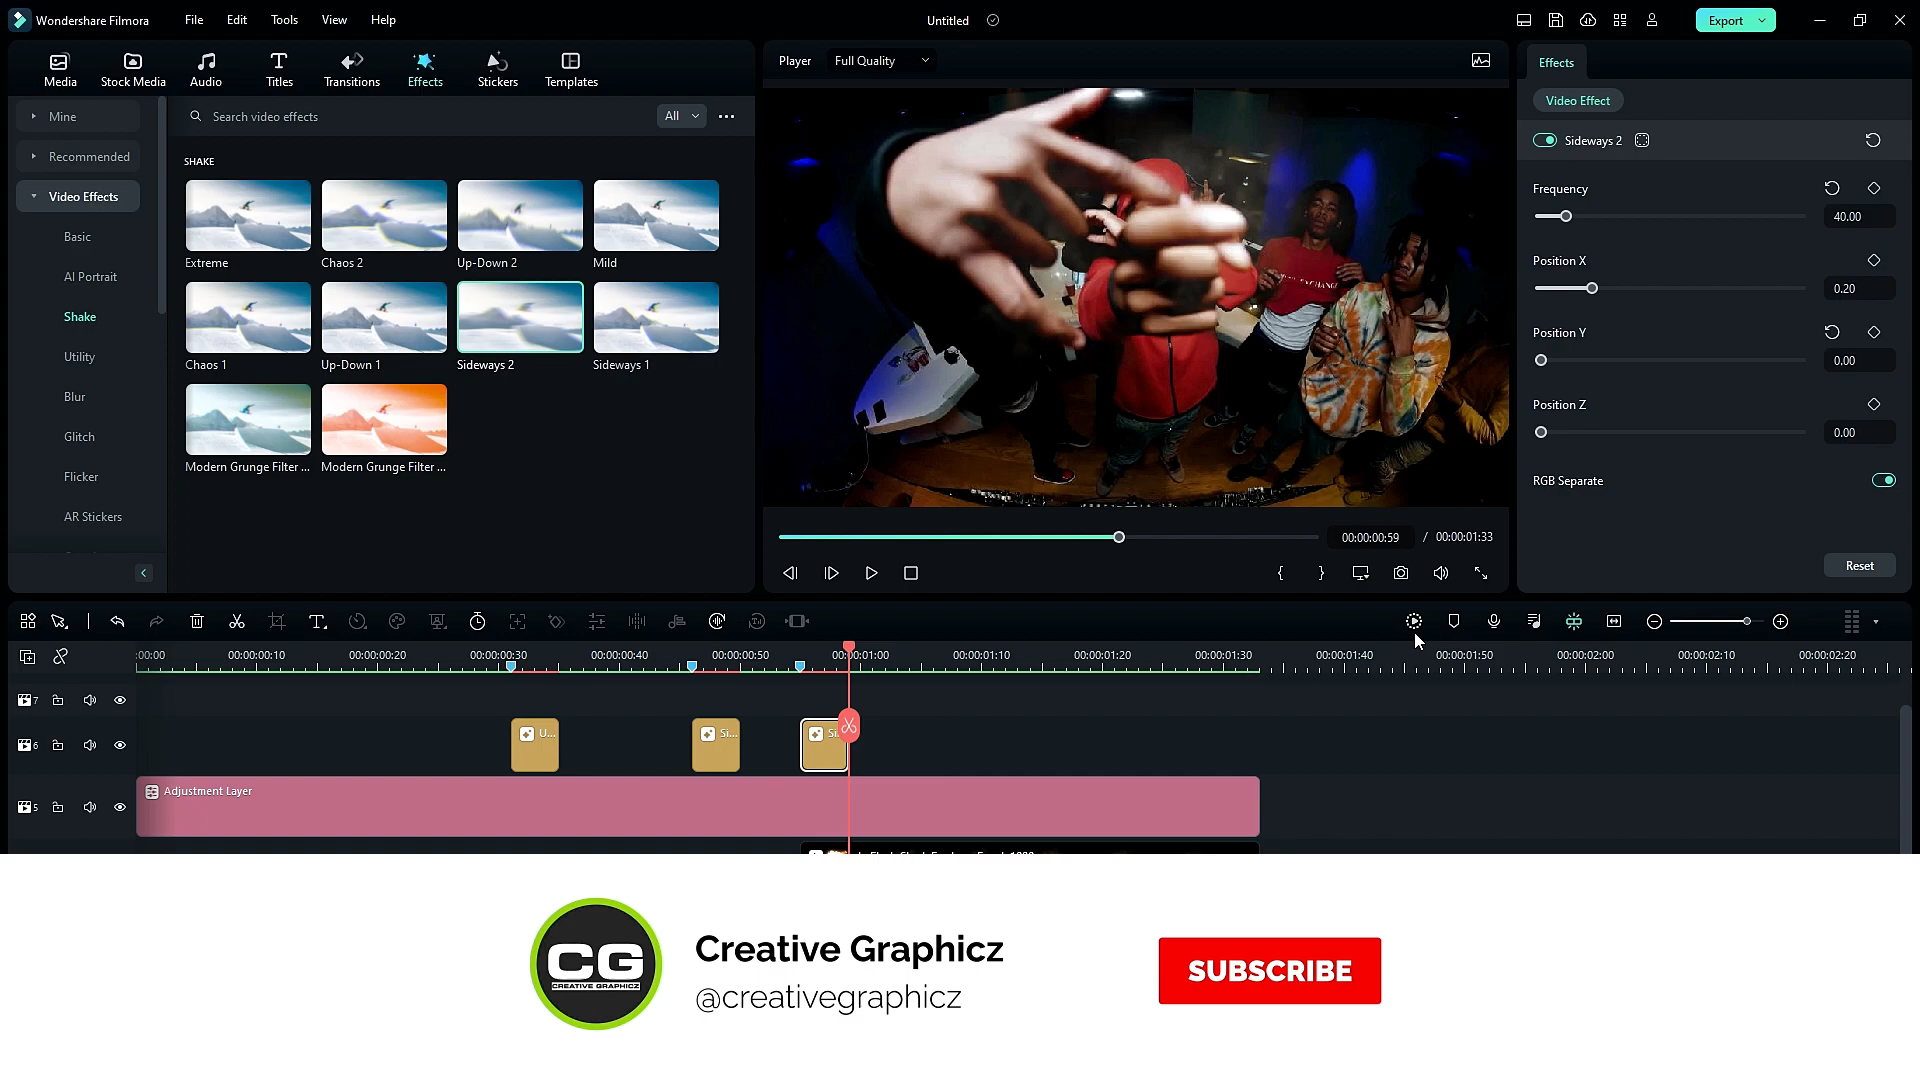 Wondershare Filmora
File
Edit
Tools
View
Help
Untitled
Export
Media
Stock Media
Audio
Titles
Transitions
Effects
Stickers
Templates
Mine
Recommended
Video Effects
Basic
AI Portrait
Shake
Utility
Blur
Glitch
Flicker
AR Stickers
Search video effects
All
SHAKE
Extreme
Chaos 2
Up-Down 2
Mild
Chaos 1
Up-Down 1
Sideways 2
Sideways 1
Modern Grunge Filter ...
Modern Grunge Filter ...
Player
Full Quality
00:00:00:59 / 00:00:01:33
Effects
Video Effect
Sideways 2
Frequency
40.00
Position X
0.20
Position Y
0.00
Position Z
0.00
RGB Separate
Reset
:00:00
00:00:00:10
00:00:00:20
00:00:00:30
00:00:00:40
00:00:00:50
00:00:01:00
00:00:01:10
00:00:01:20
00:00:01:30
00:00:01:40
00:00:01:50
00:00:02:00
00:00:02:10
00:00:02:20
7
6
U...
Si...
Si
5
Adjustment Layer
CG
CREATIVE GRAPHICZ
Creative Graphicz
@creativegraphicz
SUBSCRIBE